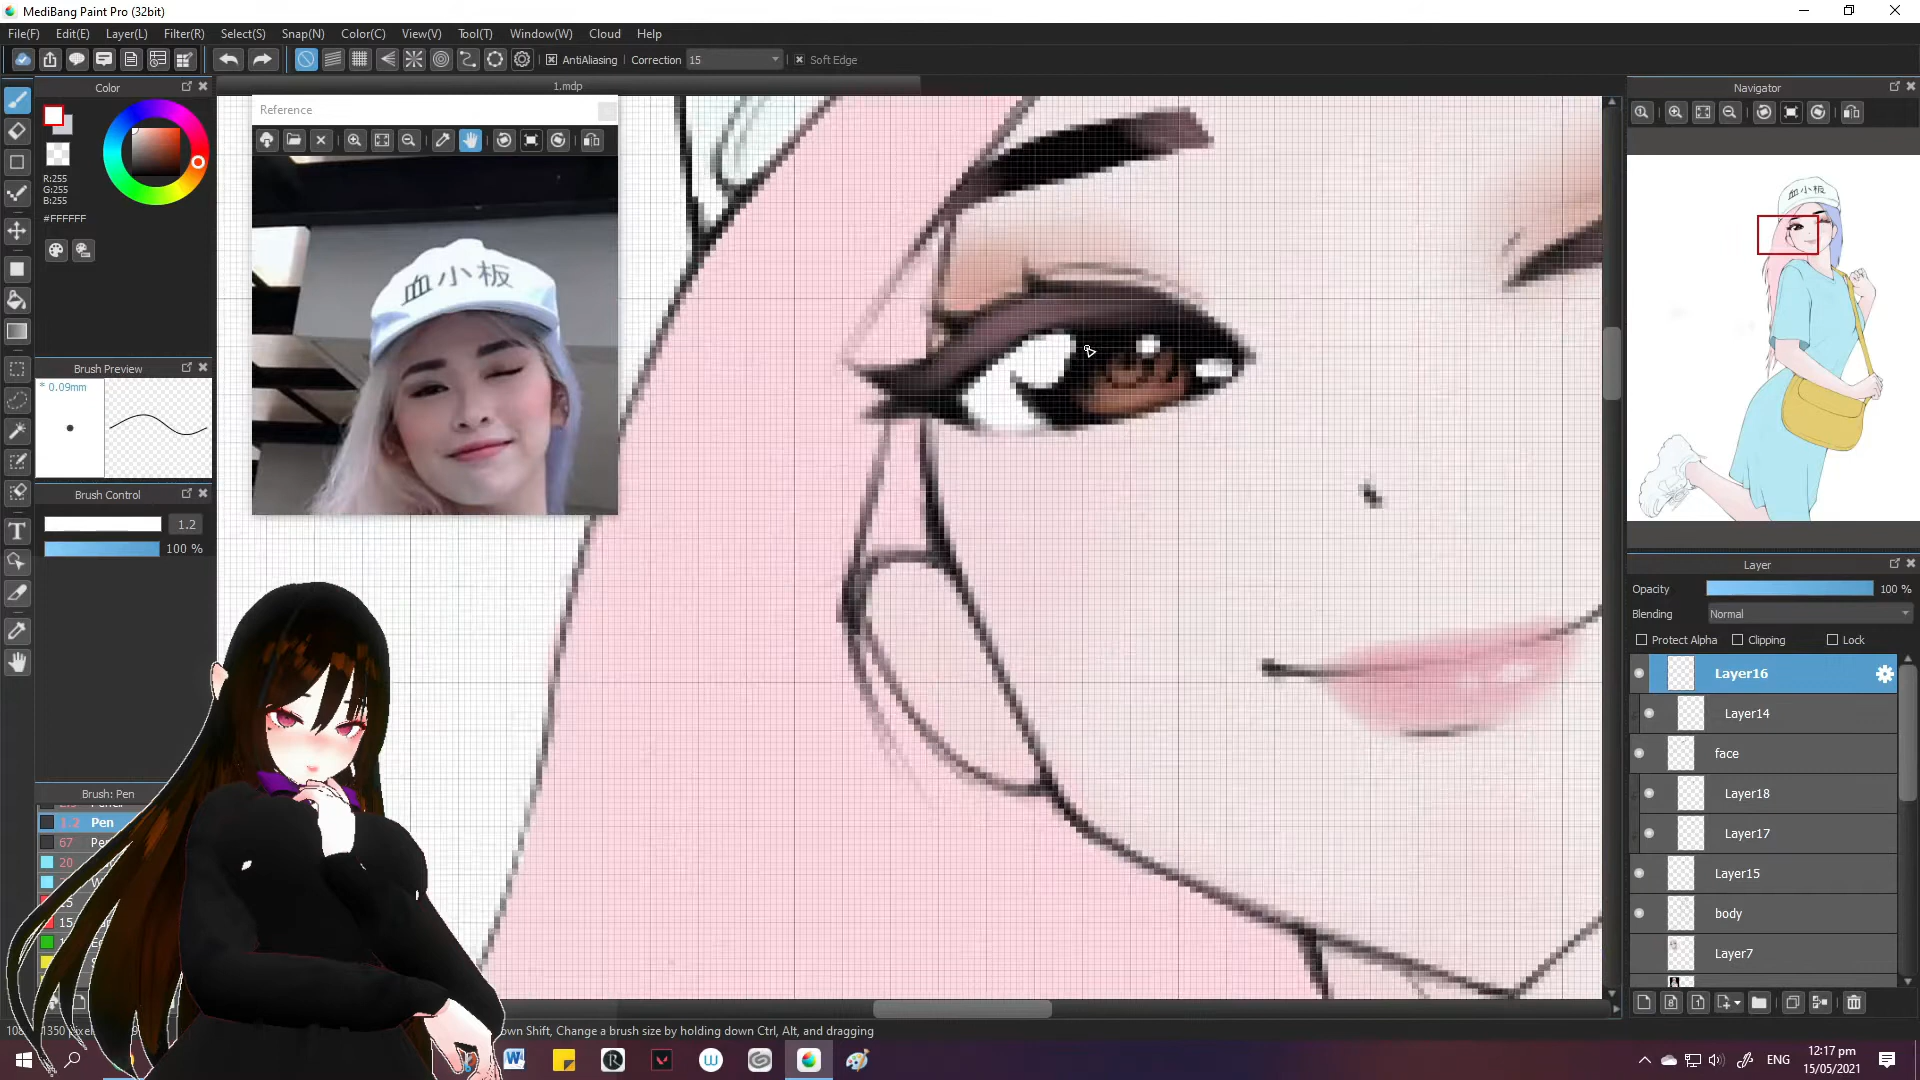 MediBang Paint Pro (32bit)
File(F) Edit(E) Layer(L) Filter(R) Select(S) Snap(N) Color(C) View(V) Tool(T) Window(W) Cloud Help
AntiAliasing Correction 15 Soft Edge
Color
1.mdp
Navigator
Reference
血小板
血小板
R:255
G:255
B:255
#FFFFFF
Brush Preview
* 0.09mm
Brush Control
1.2
100 %
Layer
Opacity 100 %
Blending Normal
Protect Alpha Clipping Lock
Layer16
Layer14
face
Layer18
Layer17
Layer15
body
Layer7
Brush: Pen
1.2 Pen
67
20
15
15
own Shift, Change a brush size by holding down Ctrl, Alt, and dragging
ENG
12:17 pm
15/05/2021